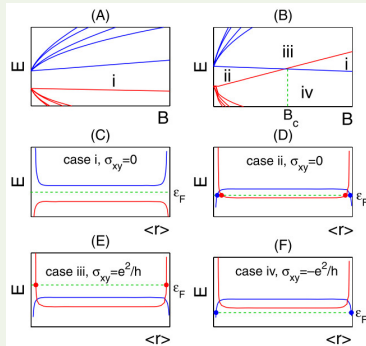 (A)
(B)
E
i
B
E
iii
ii
i
iv
B_c
B
(C)
(D)
E
case i, σ_xy=0
ε_F
<r>
E
case ii, σ_xy=0
ε_F
<r>
(E)
(F)
E
case iii, σ_xy=e²/h
ε_F
<r>
E
case iv, σ_xy=−e²/h
ε_F
<r>